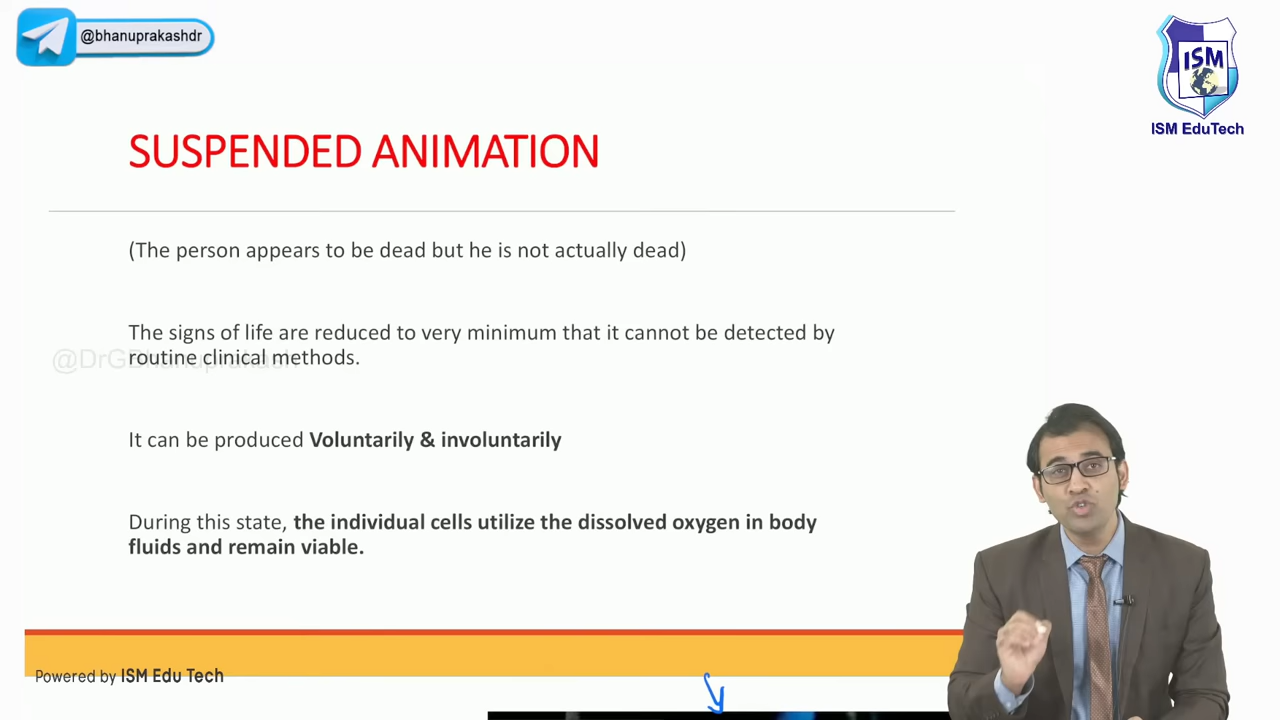 @bhanuprakashdr
ISM
ISM EduTech
SUSPENDED ANIMATION
(The person appears to be dead but he is not actually dead)
The signs of life are reduced to very minimum that it cannot be detected by
routine clinical methods.
@DrGBhanuprakash
It can be produced Voluntarily & involuntarily
During this state, the individual cells utilize the dissolved oxygen in body
fluids and remain viable.
Powered by ISM Edu Tech